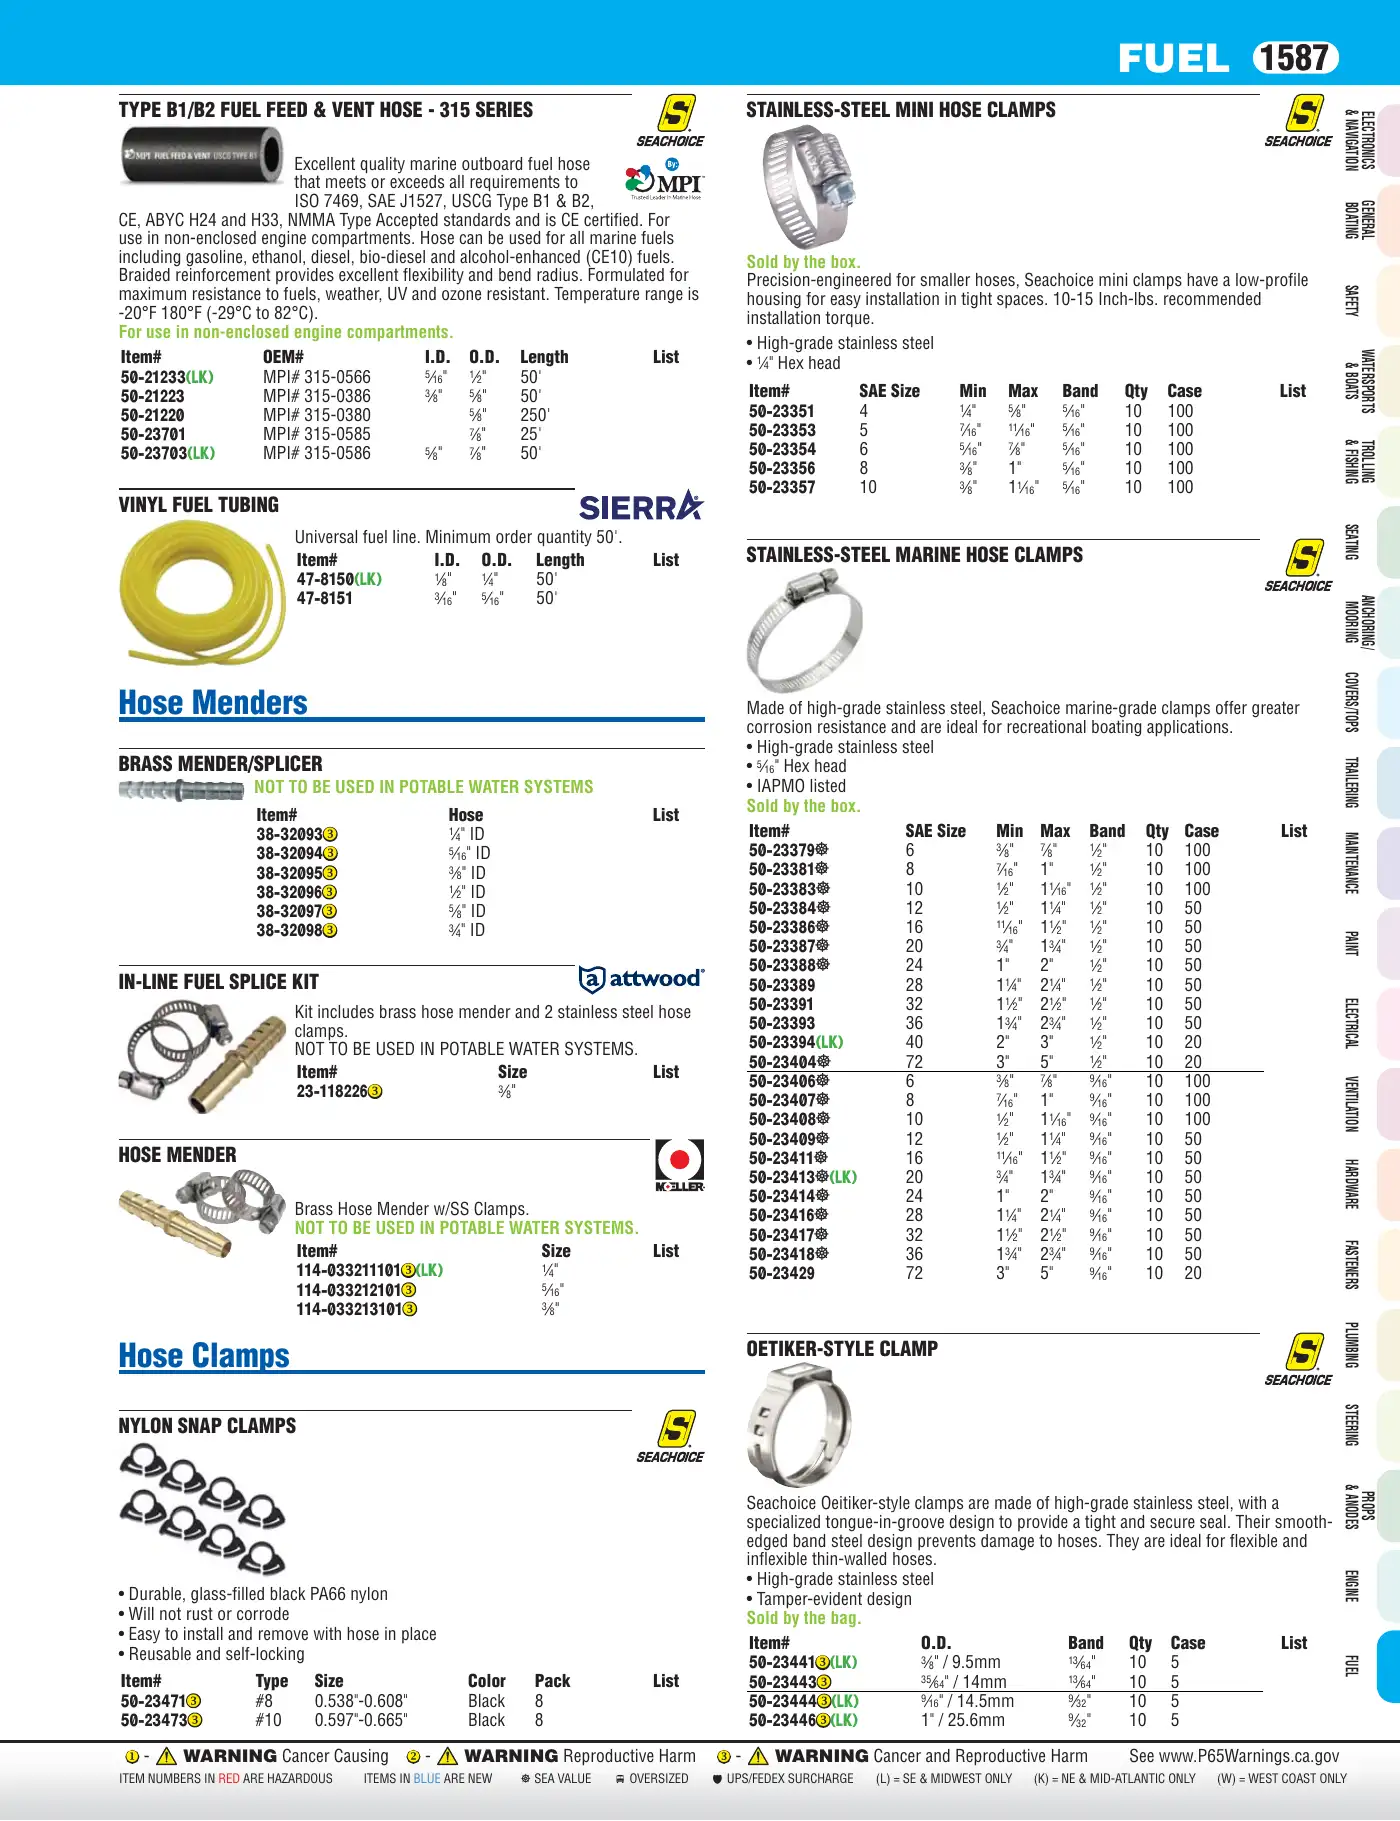 FUEL 1587
TYPE B1/B2 FUEL FEED & VENT HOSE - 315 SERIES
SEACHOICE
MPI FUEL FEED & VENT USCG TYPE B1
By:
MPI
Trusted Leader in Marine Hose
Excellent quality marine outboard fuel hose
that meets or exceeds all requirements to
ISO 7469, SAE J1527, USCG Type B1 & B2,
CE, ABYC H24 and H33, NMMA Type Accepted standards and is CE certified. For
use in non-enclosed engine compartments. Hose can be used for all marine fuels
including gasoline, ethanol, diesel, bio-diesel and alcohol-enhanced (CE10) fuels.
Braided reinforcement provides excellent flexibility and bend radius. Formulated for
maximum resistance to fuels, weather, UV and ozone resistant. Temperature range is
-20°F 180°F (-29°C to 82°C).
For use in non-enclosed engine compartments.
Item# OEM# I.D. O.D. Length List
50-21233(LK) MPI# 315-0566 5⁄16" ½" 50'
50-21223 MPI# 315-0386 3⁄8" 5⁄8" 50'
50-21220 MPI# 315-0380 5⁄8" 250'
50-23701 MPI# 315-0585 7⁄8" 25'
50-23703(LK) MPI# 315-0586 5⁄8" 7⁄8" 50'
VINYL FUEL TUBING
SIERRA
Universal fuel line. Minimum order quantity 50'.
Item# I.D. O.D. Length List
47-8150(LK) 1⁄8" ¼" 50'
47-8151 3⁄16" 5⁄16" 50'
Hose Menders
BRASS MENDER/SPLICER
NOT TO BE USED IN POTABLE WATER SYSTEMS
Item# Hose List
38-32093③ ¼" ID
38-32094③ 5⁄16" ID
38-32095③ 3⁄8" ID
38-32096③ ½" ID
38-32097③ 5⁄8" ID
38-32098③ ¾" ID
IN-LINE FUEL SPLICE KIT
attwood
Kit includes brass hose mender and 2 stainless steel hose
clamps.
NOT TO BE USED IN POTABLE WATER SYSTEMS.
Item# Size List
23-118226③ 3⁄8"
HOSE MENDER
MOELLER
Brass Hose Mender w/SS Clamps.
NOT TO BE USED IN POTABLE WATER SYSTEMS.
Item# Size List
114-033211101③(LK) ¼"
114-033212101③ 5⁄16"
114-033213101③ 3⁄8"
Hose Clamps
NYLON SNAP CLAMPS
SEACHOICE
• Durable, glass-filled black PA66 nylon
• Will not rust or corrode
• Easy to install and remove with hose in place
• Reusable and self-locking
Item# Type Size Color Pack List
50-23471③ #8 0.538"-0.608" Black 8
50-23473③ #10 0.597"-0.665" Black 8
STAINLESS-STEEL MINI HOSE CLAMPS
SEACHOICE
Sold by the box.
Precision-engineered for smaller hoses, Seachoice mini clamps have a low-profile
housing for easy installation in tight spaces. 10-15 Inch-lbs. recommended
installation torque.
• High-grade stainless steel
• ¼" Hex head
Item# SAE Size Min Max Band Qty Case List
50-23351 4 ¼" 5⁄8" 5⁄16" 10 100
50-23353 5 7⁄16" 11⁄16" 5⁄16" 10 100
50-23354 6 5⁄16" 7⁄8" 5⁄16" 10 100
50-23356 8 3⁄8" 1" 5⁄16" 10 100
50-23357 10 3⁄8" 1 1⁄16" 5⁄16" 10 100
STAINLESS-STEEL MARINE HOSE CLAMPS
SEACHOICE
Made of high-grade stainless steel, Seachoice marine-grade clamps offer greater
corrosion resistance and are ideal for recreational boating applications.
• High-grade stainless steel
• 5⁄16" Hex head
• IAPMO listed
Sold by the box.
Item# SAE Size Min Max Band Qty Case List
50-23379☸ 6 3⁄8" 7⁄8" ½" 10 100
50-23381☸ 8 7⁄16" 1" ½" 10 100
50-23383☸ 10 ½" 1 1⁄16" ½" 10 100
50-23384☸ 12 ½" 1¼" ½" 10 50
50-23386☸ 16 11⁄16" 1½" ½" 10 50
50-23387☸ 20 ¾" 1¾" ½" 10 50
50-23388☸ 24 1" 2" ½" 10 50
50-23389 28 1¼" 2¼" ½" 10 50
50-23391 32 1½" 2½" ½" 10 50
50-23393 36 1¾" 2¾" ½" 10 50
50-23394(LK) 40 2" 3" ½" 10 20
50-23404☸ 72 3" 5" ½" 10 20
50-23406☸ 6 3⁄8" 7⁄8" 9⁄16" 10 100
50-23407☸ 8 7⁄16" 1" 9⁄16" 10 100
50-23408☸ 10 ½" 1 1⁄16" 9⁄16" 10 100
50-23409☸ 12 ½" 1¼" 9⁄16" 10 50
50-23411☸ 16 11⁄16" 1½" 9⁄16" 10 50
50-23413☸(LK) 20 ¾" 1¾" 9⁄16" 10 50
50-23414☸ 24 1" 2" 9⁄16" 10 50
50-23416☸ 28 1¼" 2¼" 9⁄16" 10 50
50-23417☸ 32 1½" 2½" 9⁄16" 10 50
50-23418☸ 36 1¾" 2¾" 9⁄16" 10 50
50-23429 72 3" 5" 9⁄16" 10 20
OETIKER-STYLE CLAMP
SEACHOICE
Seachoice Oeitiker-style clamps are made of high-grade stainless steel, with a
specialized tongue-in-groove design to provide a tight and secure seal. Their smooth-
edged band steel design prevents damage to hoses. They are ideal for flexible and
inflexible thin-walled hoses.
• High-grade stainless steel
• Tamper-evident design
Sold by the bag.
Item# O.D. Band Qty Case List
50-23441③(LK) 3⁄8" / 9.5mm 13⁄64" 10 5
50-23443③ 35⁄64" / 14mm 13⁄64" 10 5
50-23444③(LK) 9⁄16" / 14.5mm 9⁄32" 10 5
50-23446③(LK) 1" / 25.6mm 9⁄32" 10 5
ELECTRONICS
& NAVIGATION
GENERAL
BOATING
SAFETY
WATERSPORTS
& BOATS
TROLLING
& FISHING
SEATING
ANCHORING/
MOORING
COVERS/TOPS
TRAILERING
MAINTENANCE
PAINT
ELECTRICAL
VENTILATION
HARDWARE
FASTENERS
PLUMBING
STEERING
PROPS
& ANODES
ENGINE
FUEL
① - ⚠ WARNING Cancer Causing ② - ⚠ WARNING Reproductive Harm ③ - ⚠ WARNING Cancer and Reproductive Harm See www.P65Warnings.ca.gov
ITEM NUMBERS IN RED ARE HAZARDOUS ITEMS IN BLUE ARE NEW ☸ SEA VALUE OVERSIZED UPS/FEDEX SURCHARGE (L) = SE & MIDWEST ONLY (K) = NE & MID-ATLANTIC ONLY (W) = WEST COAST ONLY